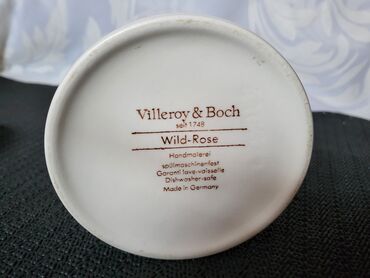 Villeroy & Boch
seit 1748
Wild-Rose
Handmalerei
spülmaschinenfest
Garanti lave-vaisselle
Dishwasher-safe
Made in Germany